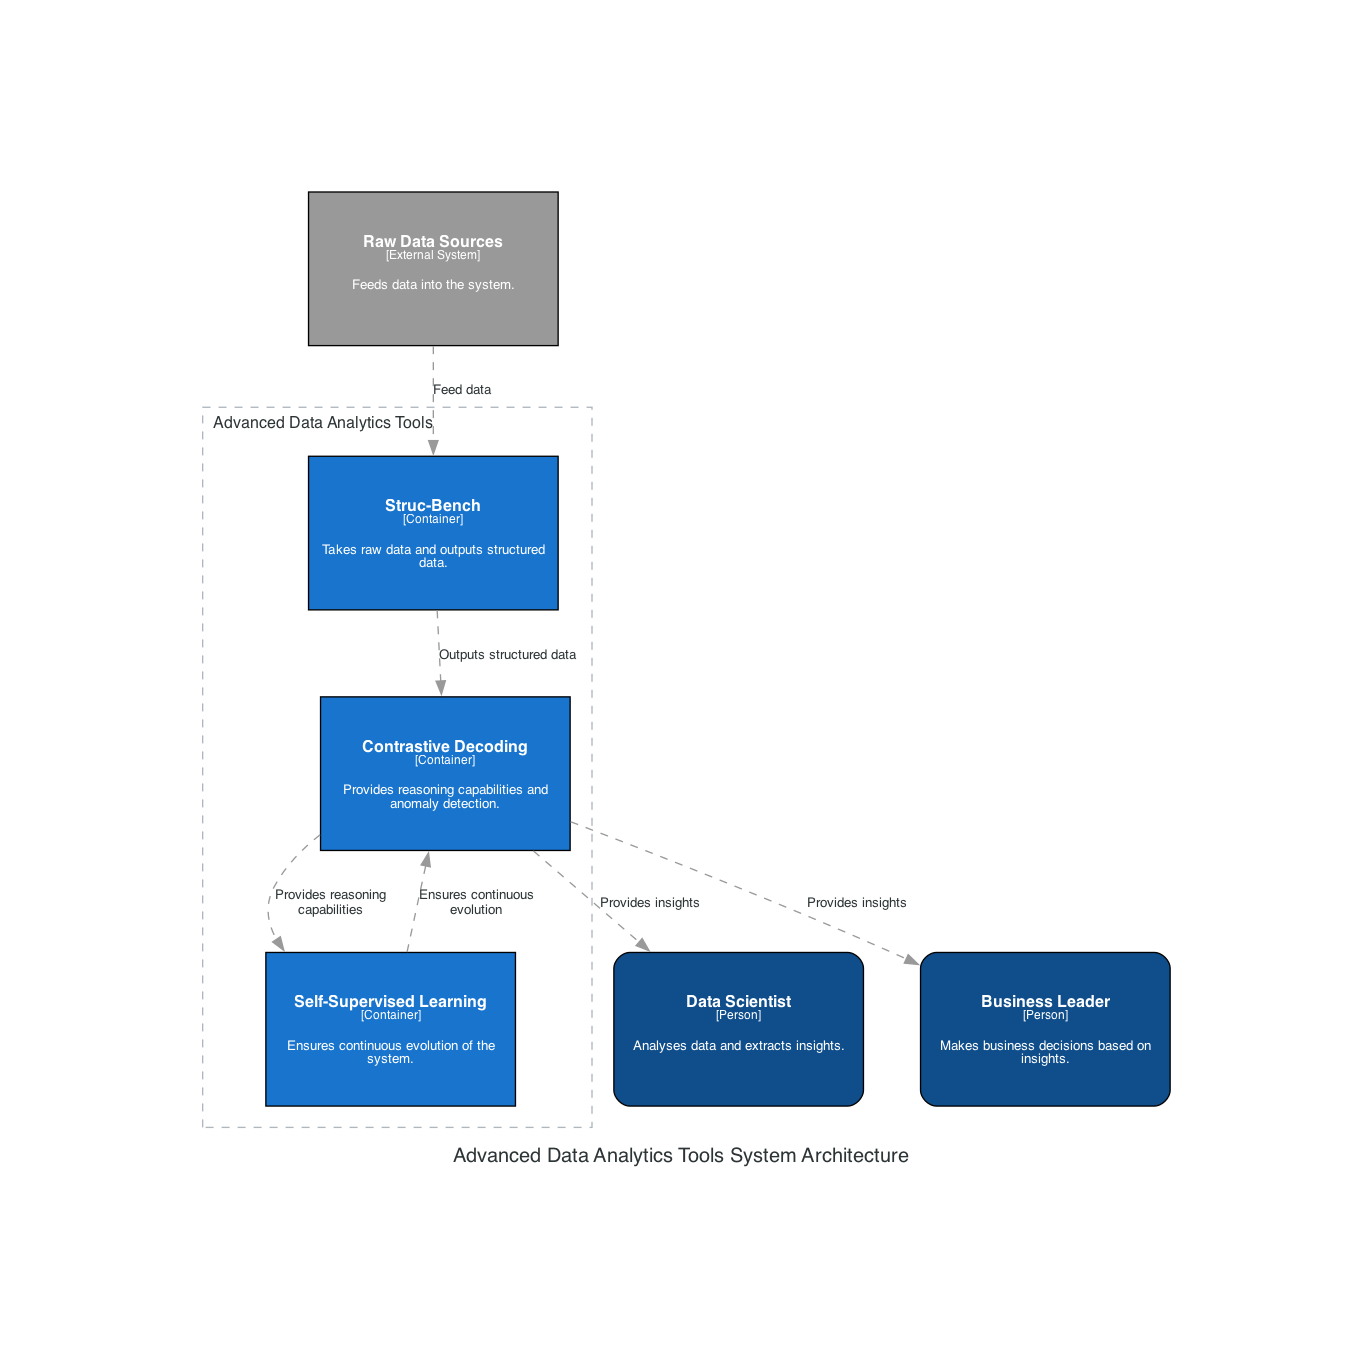 Raw Data Sources
[External System]
Feeds data into the system.
Feed data
Advanced Data Analytics Tools
Struc-Bench
[Container]
Takes raw data and outputs structured
data.
Outputs structured data
Contrastive Decoding
[Container]
Provides reasoning capabilities and
anomaly detection.
Provides reasoning
capabilities
Ensures continuous
evolution
Provides insights
Provides insights
Self-Supervised Learning
[Container]
Ensures continuous evolution of the
system.
Data Scientist
[Person]
Analyses data and extracts insights.
Business Leader
[Person]
Makes business decisions based on
insights.
Advanced Data Analytics Tools System Architecture